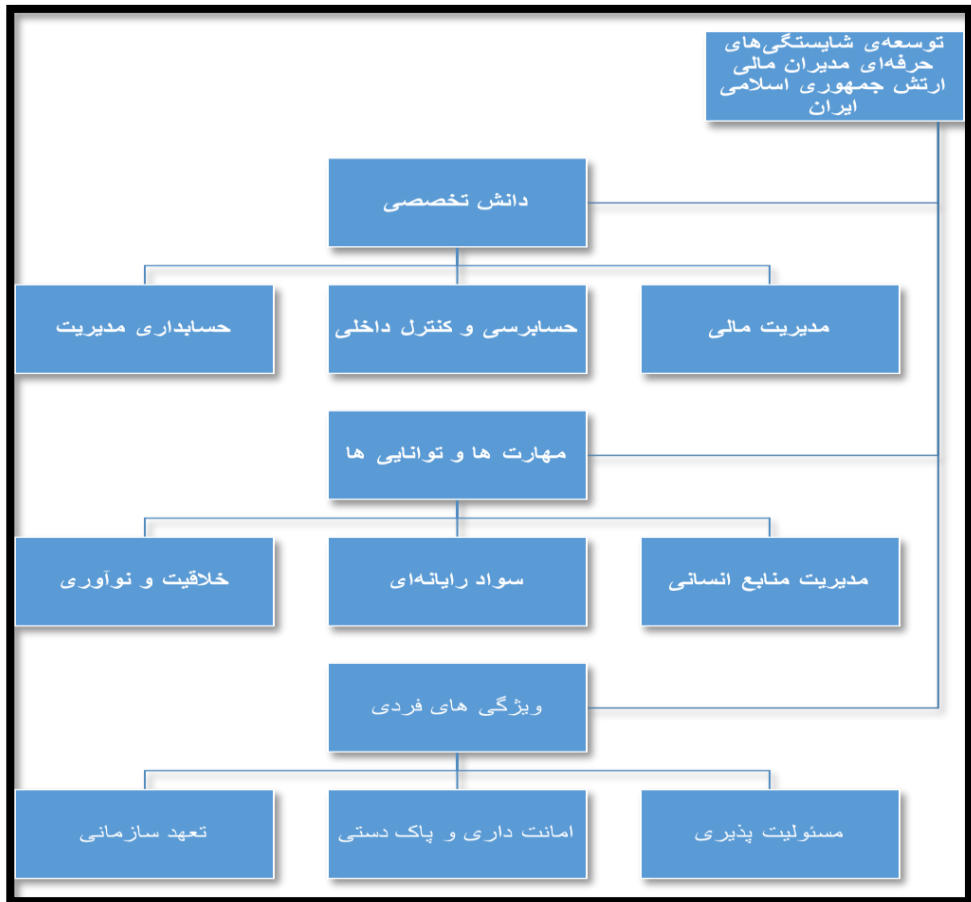 توسعه‌ی شایستگی‌های
حرفه‌ای مدیران مالی
ارتش جمهوری اسلامی
ایران
دانش تخصصی
مدیریت مالی
حسابرسی و کنترل داخلی
حسابداری مدیریت
مهارت ها و توانایی ها
مدیریت منابع انسانی
سواد رایانه‌ای
خلاقیت و نوآوری
ویژگی های فردی
مسئولیت پذیری
امانت داری و پاک دستی
تعهد سازمانی